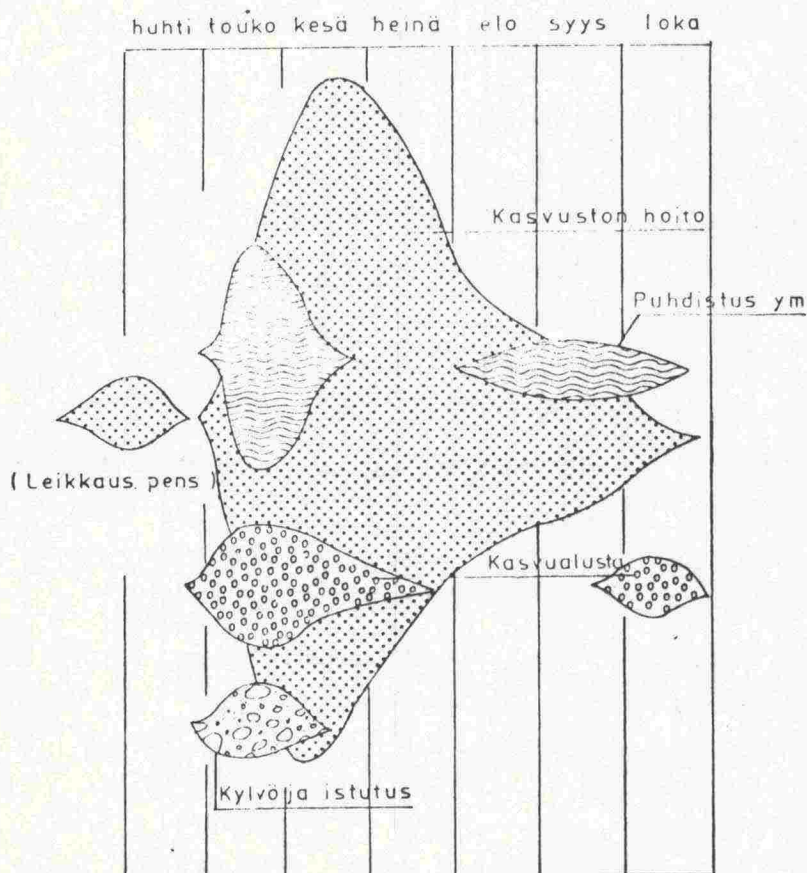 huhti touko kesä heinä elo syys loka
Kasvuston hoito
Puhdistus ym
(Leikkaus. pens)
Kasvualusta
Kylvö ja istutus